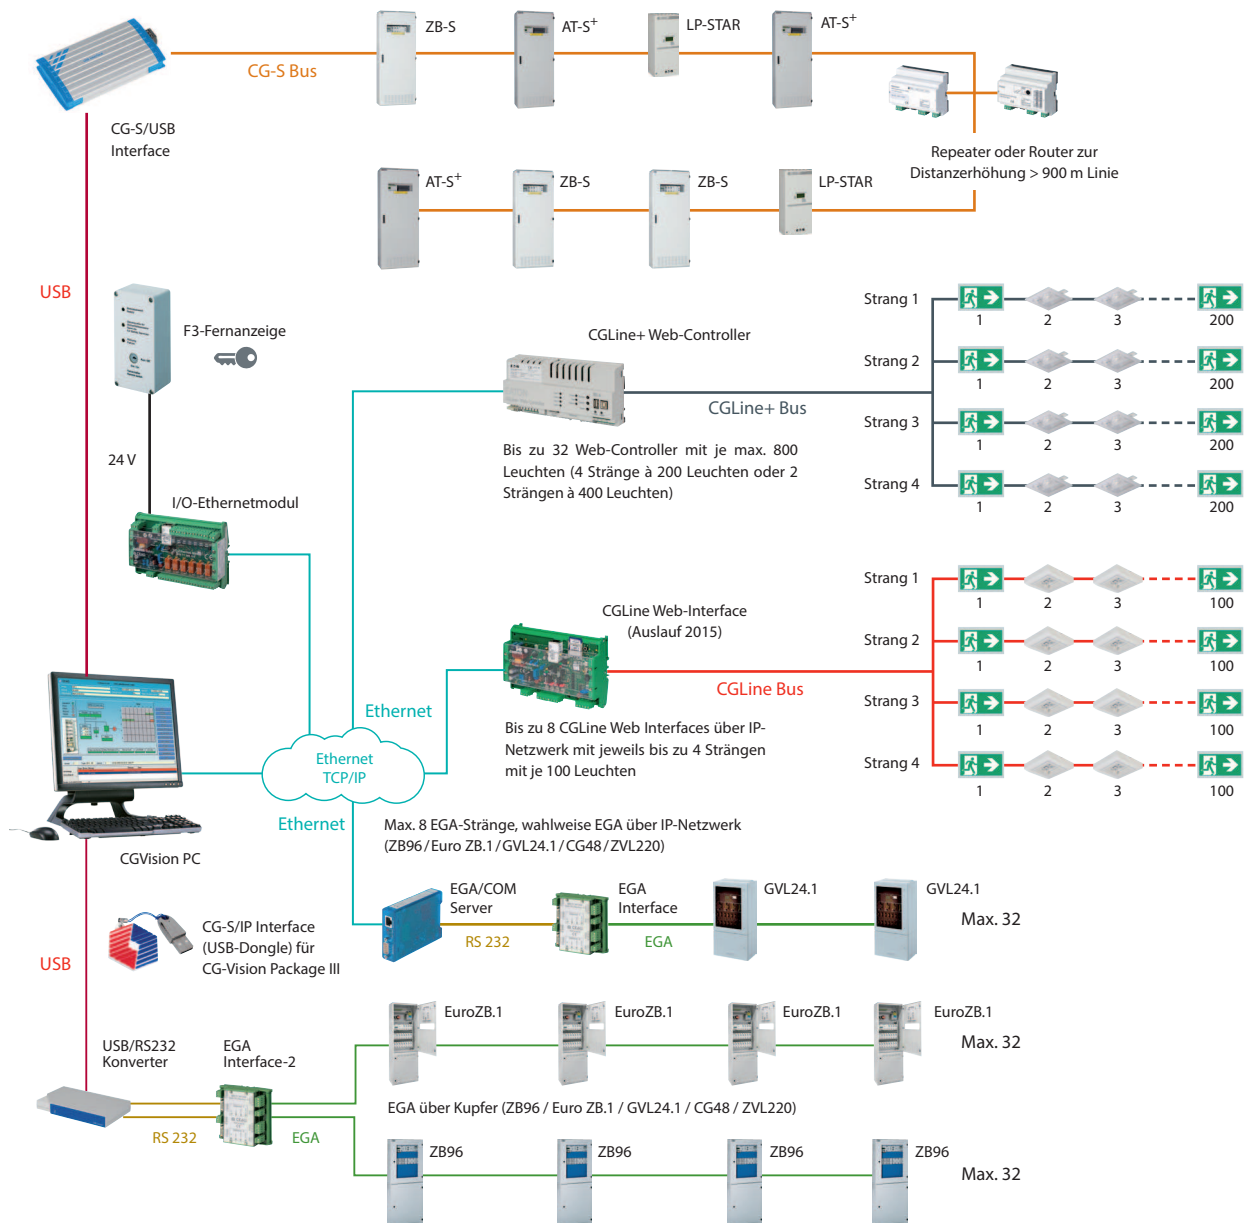 ZB-S
AT-S+
LP-STAR
AT-S+
CG-S Bus
CG-S/USB
Interface
Repeater oder Router zur
Distanzerhöhung > 900 m Linie
AT-S+
ZB-S
ZB-S
LP-STAR
USB
F3-Fernanzeige
24 V
I/O-Ethernetmodul
CGLine+ Web-Controller
CGLine+ Bus
Bis zu 32 Web-Controller mit je max. 800
Leuchten (4 Stränge à 200 Leuchten oder 2
Strängen à 400 Leuchten)
Strang 1
1 2 3 200
Strang 2
1 2 3 200
Strang 3
1 2 3 200
Strang 4
1 2 3 200
CGLine Web-Interface
(Auslauf 2015)
CGLine Bus
Bis zu 8 CGLine Web Interfaces über IP-
Netzwerk mit jeweils bis zu 4 Strängen
mit je 100 Leuchten
Strang 1
1 2 3 100
Strang 2
1 2 3 100
Strang 3
1 2 3 100
Strang 4
1 2 3 100
Ethernet
Ethernet
TCP/IP
Ethernet
CGVision PC
Max. 8 EGA-Stränge, wahlweise EGA über IP-Netzwerk
(ZB96/Euro ZB.1/GVL24.1/CG48/ZVL220)
EGA/COM
Server
RS 232
EGA
Interface
EGA
GVL24.1
GVL24.1
Max. 32
CG-S/IP Interface
(USB-Dongle) für
CG-Vision Package III
USB
USB/RS232
Konverter
EGA
Interface-2
RS 232
EGA
EuroZB.1
EuroZB.1
EuroZB.1
EuroZB.1
Max. 32
EGA über Kupfer (ZB96 / Euro ZB.1 / GVL24.1 / CG48 / ZVL220)
ZB96
ZB96
ZB96
ZB96
Max. 32